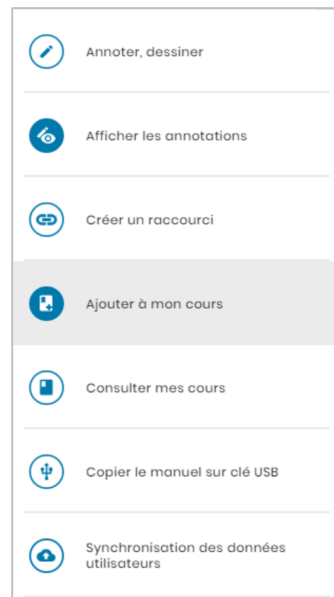 Annoter, dessiner
Afficher les annotations
Créer un raccourci
Ajouter à mon cours
Consulter mes cours
Copier le manuel sur clé USB
Synchronisation des données
utilisateurs